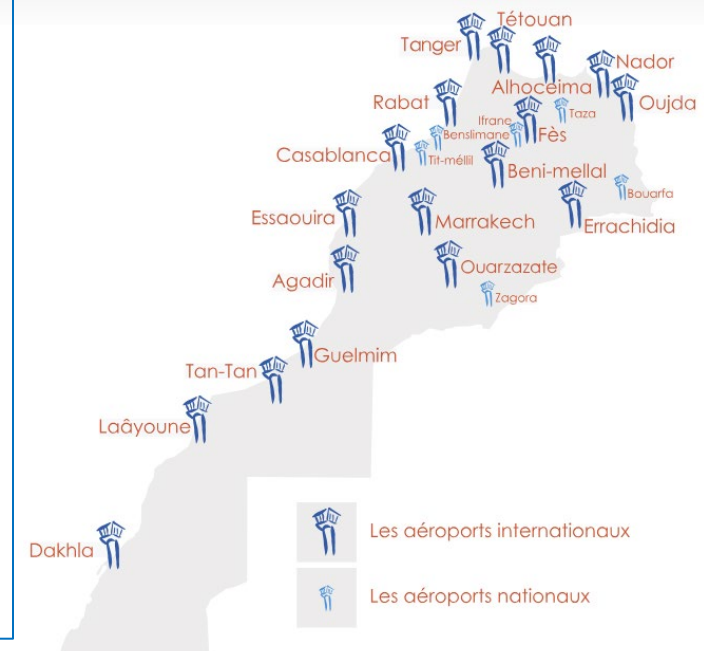 Tétouan
Tanger
Nador
Alhoceima
Oujda
Rabat
Taza
Ifrane
Benslimane
Fès
Casablanca
Tit-méllil
Beni-mellal
Bouarfa
Essaouira
Marrakech
Errachidia
Agadir
Ouarzazate
Zagora
Guelmim
Tan-Tan
Laâyoune
Dakhla
Les aéroports internationaux
Les aéroports nationaux